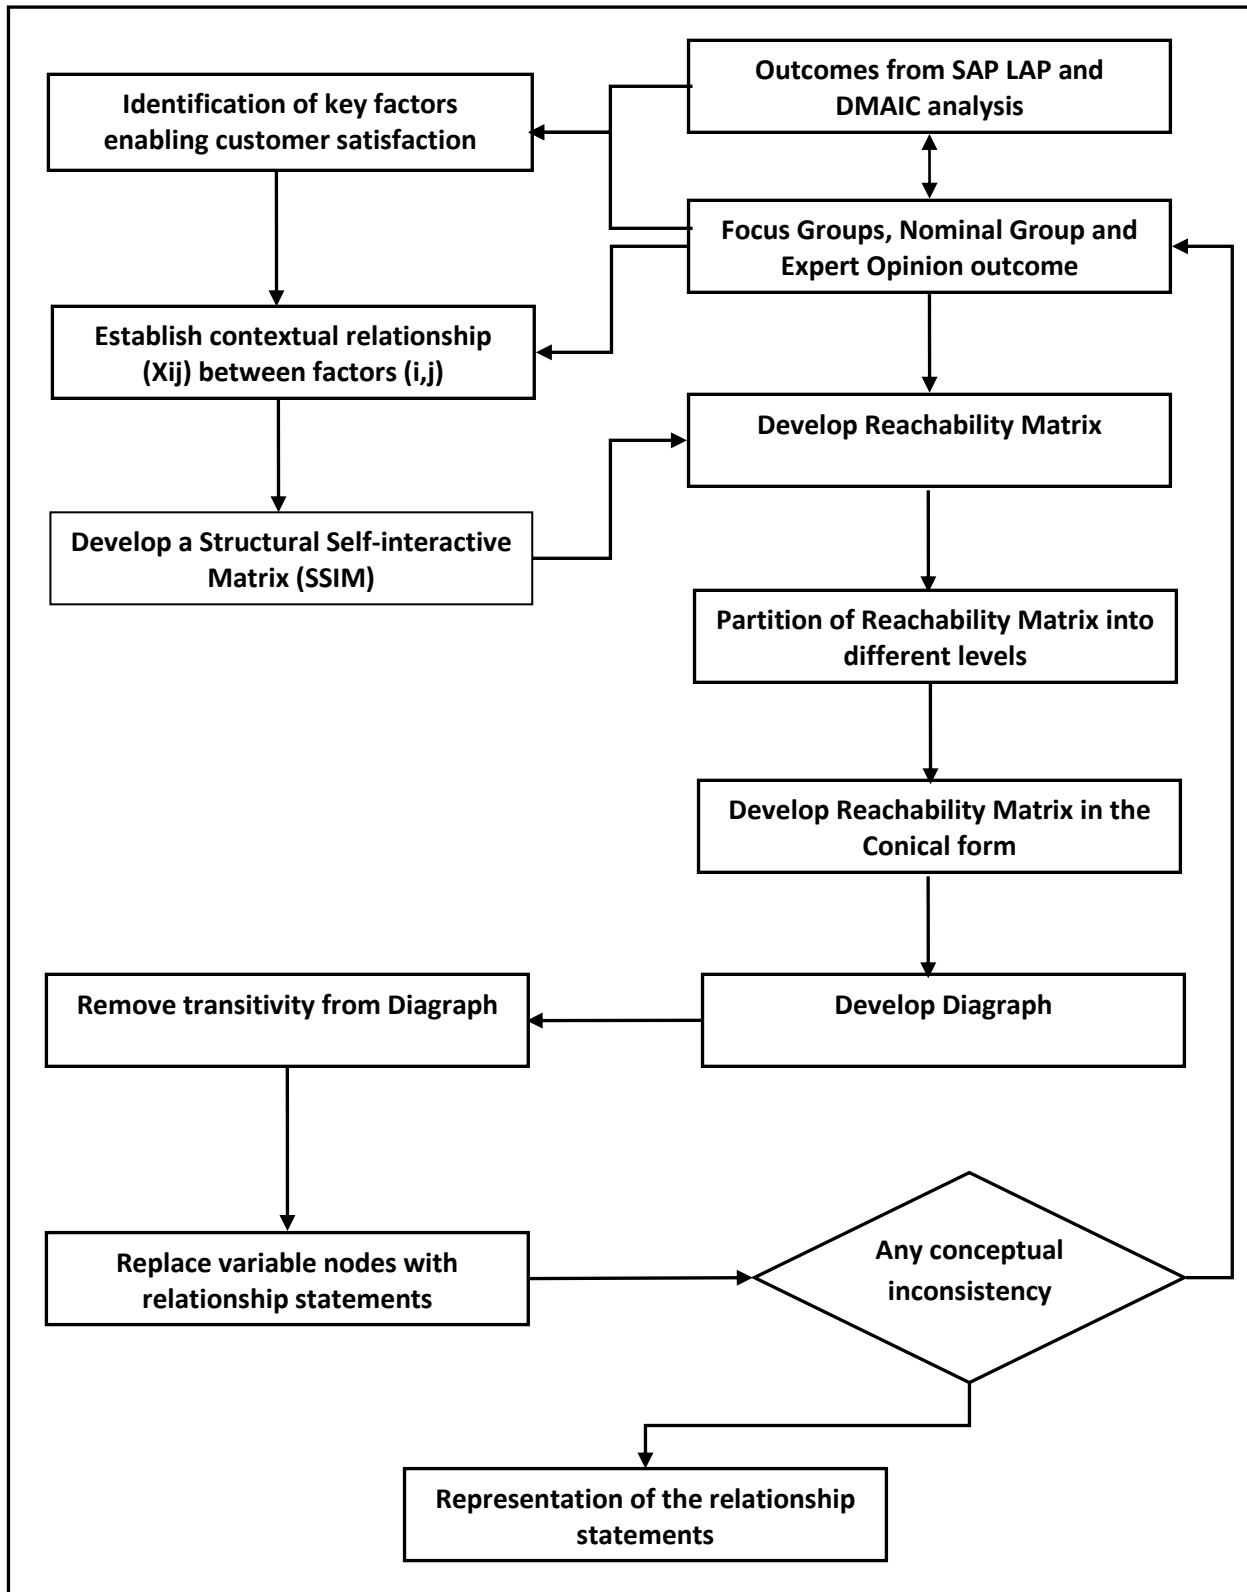 Outcomes from SAP LAP and
DMAIC analysis
Identification of key factors
enabling customer satisfaction
Focus Groups, Nominal Group and
Expert Opinion outcome
Establish contextual relationship
(Xij) between factors (i,j)
Develop Reachability Matrix
Develop a Structural Self-interactive
Matrix (SSIM)
Partition of Reachability Matrix into
different levels
Develop Reachability Matrix in the
Conical form
Develop Diagraph
Remove transitivity from Diagraph
Replace variable nodes with
relationship statements
Any conceptual
inconsistency
Representation of the relationship
statements